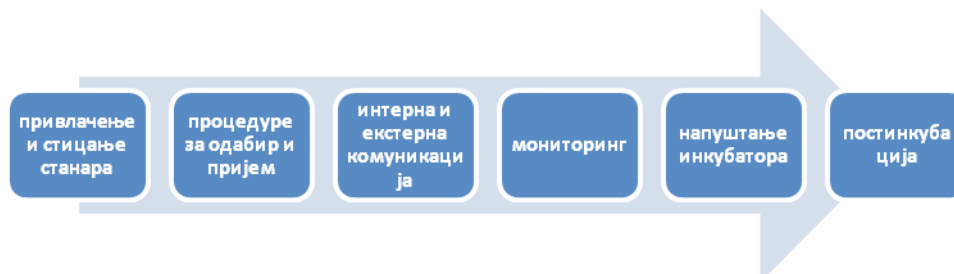 привлачење
и стицање
станара
процедуре
за одабир и
пријем
интерна и
екстерна
комуникаци
ја
мониторинг
напуштање
инкубатора
постинкуба
ција